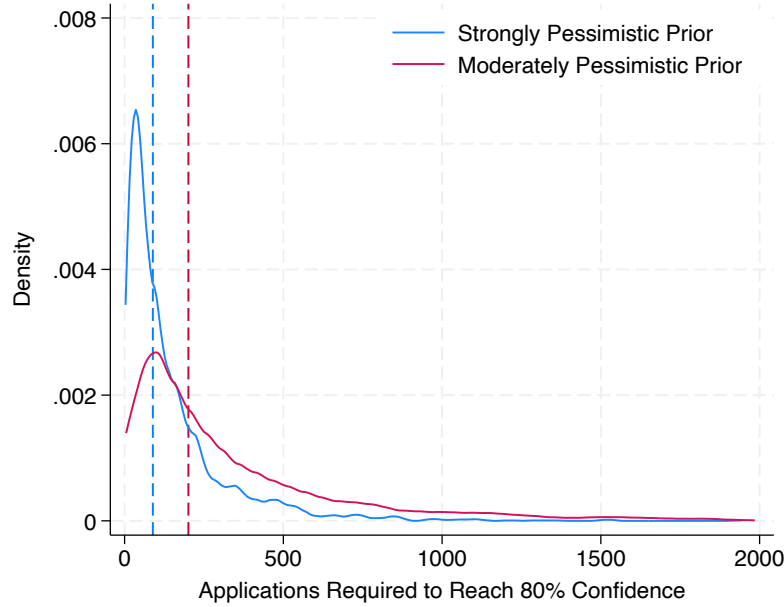 Strongly Pessimistic Prior
Moderately Pessimistic Prior
Density
.008
.006
.004
.002
0
0
500
1000
1500
2000
Applications Required to Reach 80% Confidence